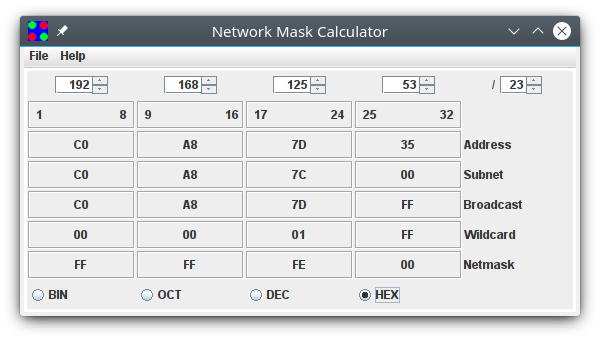 Network Mask Calculator
File Help
192 168 125 53 / 23
1 8 9 16 17 24 25 32
C0 A8 7D 35 Address
C0 A8 7C 00 Subnet
C0 A8 7D FF Broadcast
00 00 01 FF Wildcard
FF FF FE 00 Netmask
BIN OCT DEC HEX